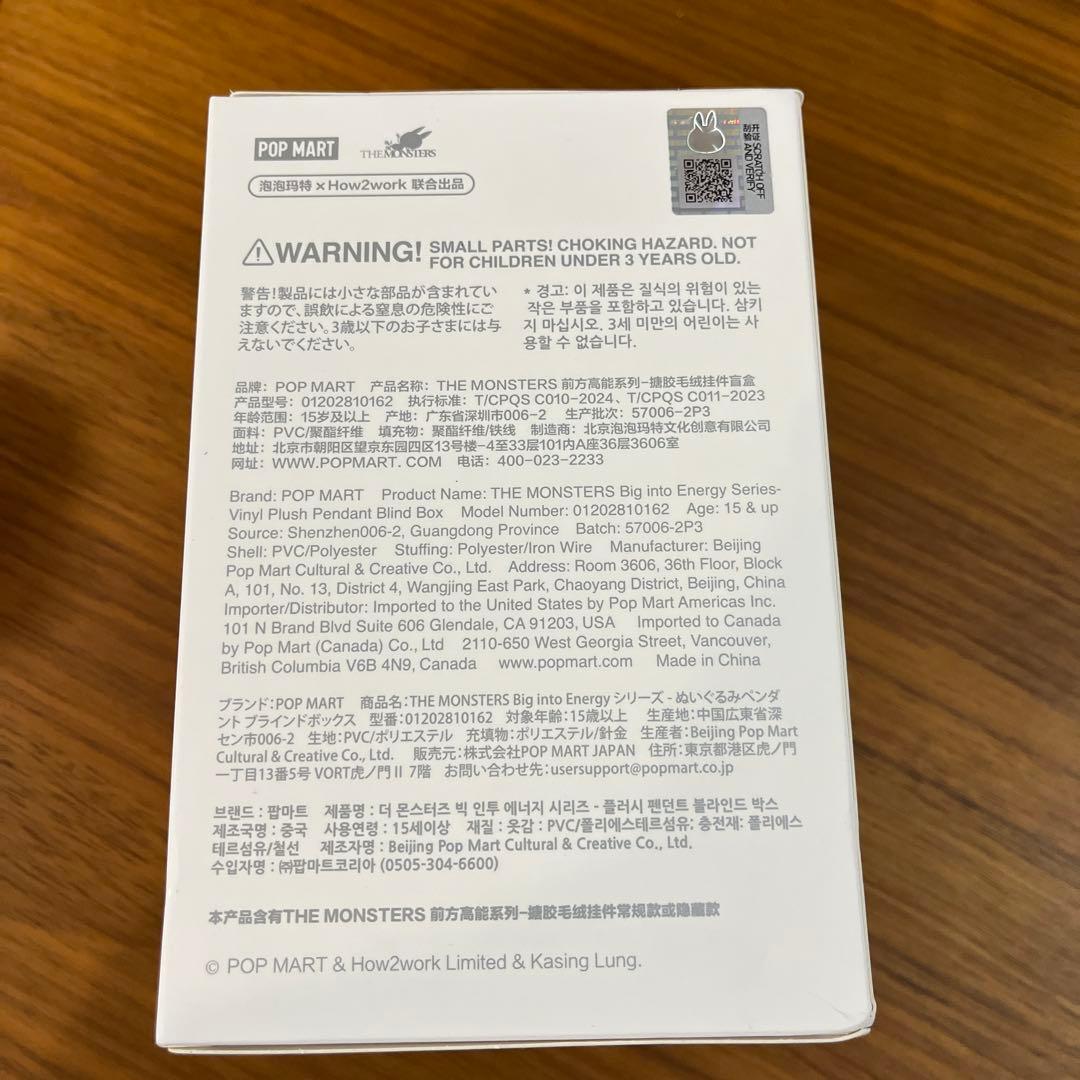 POP MART THE MONSTERS
泡泡玛特×How2work 联合出品
刮开验证 SCRATCH OFF AND VERIFY
WARNING! SMALL PARTS! CHOKING HAZARD. NOT
FOR CHILDREN UNDER 3 YEARS OLD.
警告!製品には小さな部品が含まれてい
ますので、誤飲による窒息の危険性にご
注意ください。3歳以下のお子さまには与
えないでください。
* 경고: 이 제품은 질식의 위험이 있는
작은 부품을 포함하고 있습니다. 삼키
지 마십시오. 3세 미만의 어린이는 사
용할 수 없습니다.
品牌: POP MART 产品名称: THE MONSTERS 前方高能系列-搪胶毛绒挂件盲盒
产品型号: 01202810162 执行标准: T/CPQS C010-2024、T/CPQS C011-2023
年龄范围: 15岁及以上 产地: 广东省深圳市006-2 生产批次: 57006-2P3
面料: PVC/聚酯纤维 填充物: 聚酯纤维/铁线 制造商: 北京泡泡玛特文化创意有限公司
地址: 北京市朝阳区望京东园四区13号楼-4至33层101内A座36层3606室
网址: WWW.POPMART. COM 电话: 400-023-2233
Brand: POP MART Product Name: THE MONSTERS Big into Energy Series-
Vinyl Plush Pendant Blind Box Model Number: 01202810162 Age: 15 & up
Source: Shenzhen006-2, Guangdong Province Batch: 57006-2P3
Shell: PVC/Polyester Stuffing: Polyester/Iron Wire Manufacturer: Beijing
Pop Mart Cultural & Creative Co., Ltd. Address: Room 3606, 36th Floor, Block
A, 101, No. 13, District 4, Wangjing East Park, Chaoyang District, Beijing, China
Importer/Distributor: Imported to the United States by Pop Mart Americas Inc.
101 N Brand Blvd Suite 606 Glendale, CA 91203, USA Imported to Canada
by Pop Mart (Canada) Co., Ltd 2110-650 West Georgia Street, Vancouver,
British Columbia V6B 4N9, Canada www.popmart.com Made in China
ブランド:POP MART 商品名:THE MONSTERS Big into Energy シリーズ - ぬいぐるみペンダ
ント ブラインドボックス 型番:01202810162 対象年齢:15歳以上 生産地:中国広東省深
セン市006-2 生地:PVC/ポリエステル 充填物:ポリエステル/針金 生産者:Beijing Pop Mart
Cultural & Creative Co., Ltd. 販売元:株式会社POP MART JAPAN 住所:東京都港区虎ノ門
一丁目13番5号 VORT虎ノ門Ⅱ 7階 お問い合わせ先:usersupport@popmart.co.jp
브랜드 : 팝마트 제품명 : 더 몬스터즈 빅 인투 에너지 시리즈 - 플러시 펜던트 블라인드 박스
제조국명 : 중국 사용연령 : 15세이상 재질 : 옷감 : PVC/폴리에스테르섬유; 충전재: 폴리에스
테르섬유/철선 제조자명 : Beijing Pop Mart Cultural & Creative Co., Ltd.
수입자명 : ㈜팝마트코리아 (0505-304-6600)
本产品含有THE MONSTERS 前方高能系列-搪胶毛绒挂件常规款或隐藏款
© POP MART & How2work Limited & Kasing Lung.